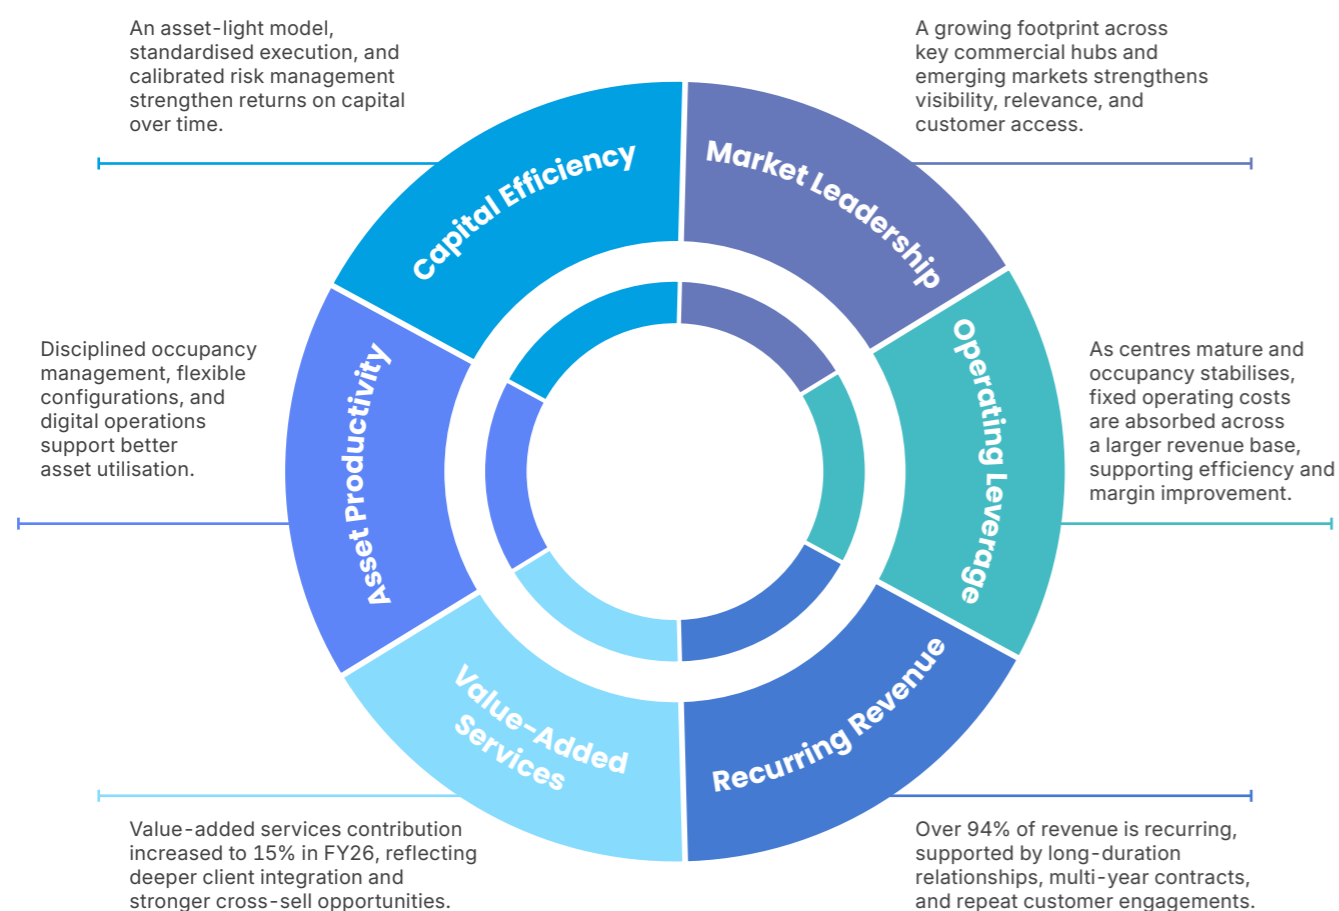 An asset-light model,
standardised execution, and
calibrated risk management
strengthen returns on capital
over time.
A growing footprint across
key commercial hubs and
emerging markets strengthens
visibility, relevance, and
customer access.
Capital Efficiency
Market Leadership
Disciplined occupancy
management, flexible
configurations, and
digital operations
support better
asset utilisation.
Asset Productivity
Operating Leverage
As centres mature and
occupancy stabilises,
fixed operating costs
are absorbed across
a larger revenue base,
supporting efficiency and
margin improvement.
Value-Added
Services
Recurring Revenue
Value-added services contribution
increased to 15% in FY26, reflecting
deeper client integration and
stronger cross-sell opportunities.
Over 94% of revenue is recurring,
supported by long-duration
relationships, multi-year contracts,
and repeat customer engagements.